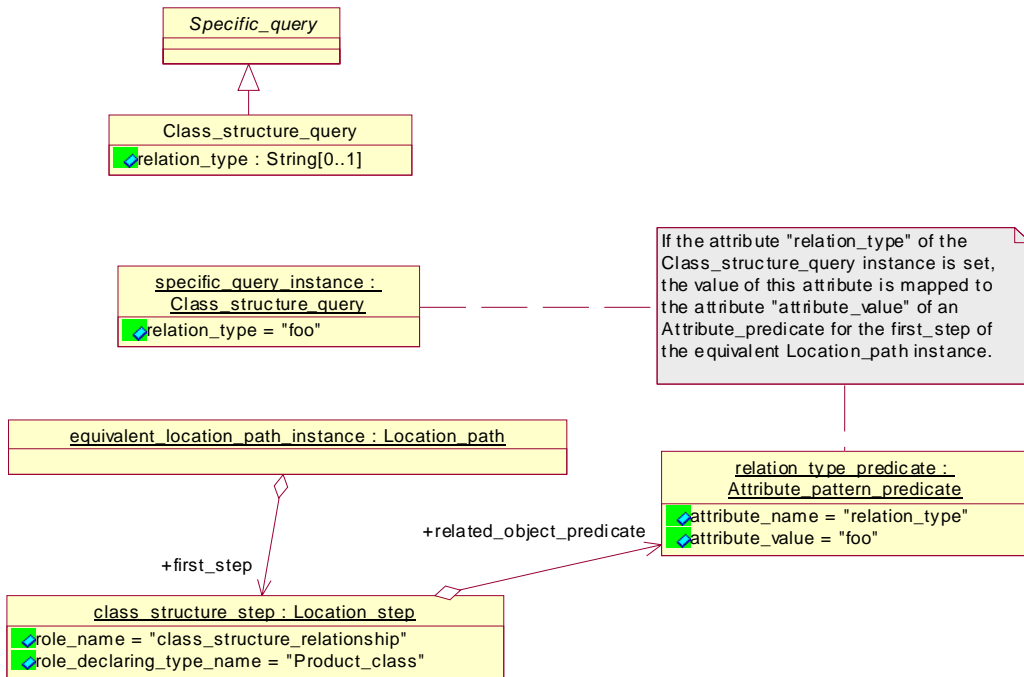 Specific_query
Class_structure_query
relation_type : String[0..1]
If the attribute "relation_type" of the
Class_structure_query instance is set,
the value of this attribute is mapped to
the attribute "attribute_value" of an
Attribute_predicate for the first_step of
the equivalent Location_path instance.
specific_query_instance :
Class_structure_query
relation_type = "foo"
equivalent_location_path_instance : Location_path
relation_type_predicate :
Attribute_pattern_predicate
attribute_name = "relation_type"
attribute_value = "foo"
+related_object_predicate
+first_step
class_structure_step : Location_step
role_name = "class_structure_relationship"
role_declaring_type_name = "Product_class"